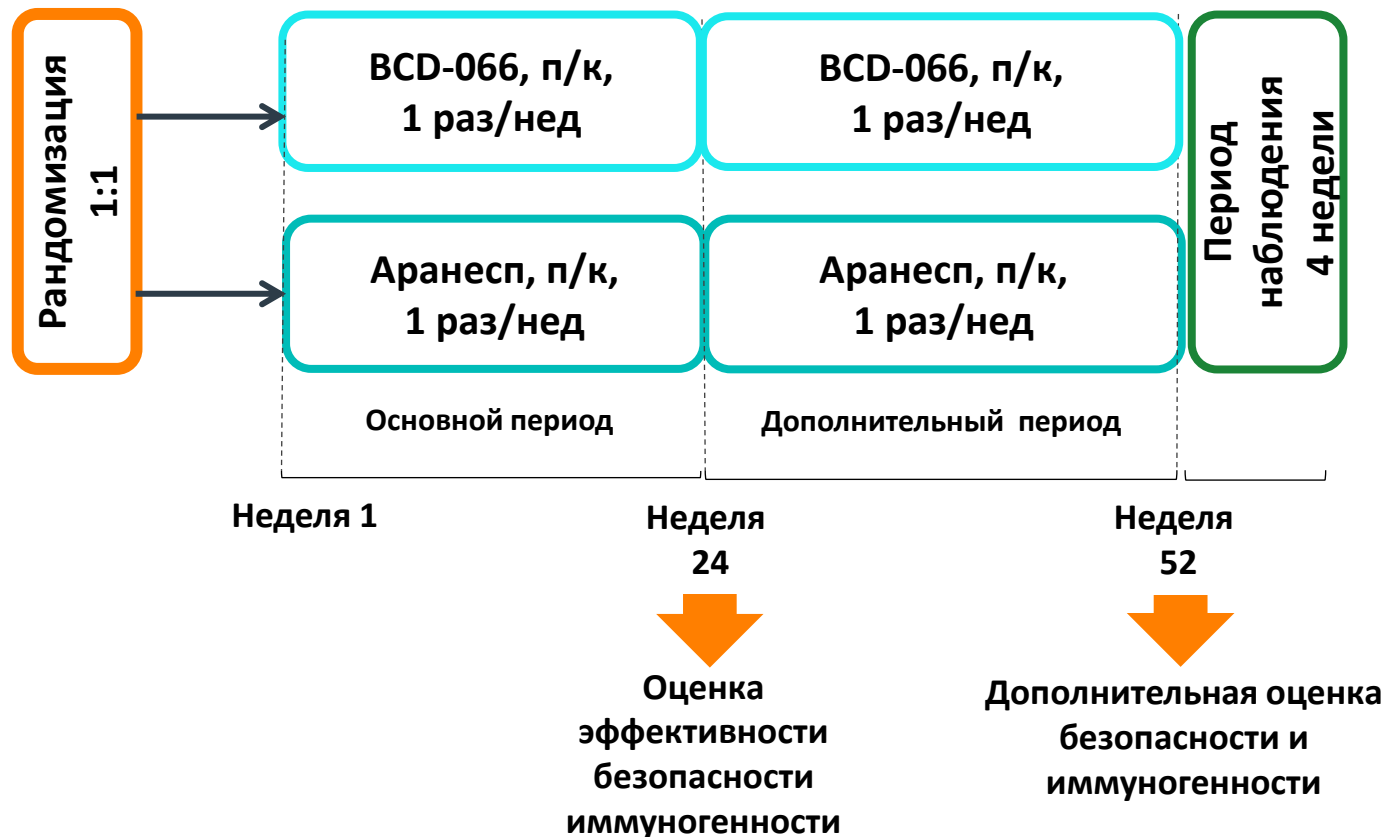 Рандомизация
1:1
BCD-066, п/к,
1 раз/нед
BCD-066, п/к,
1 раз/нед
Аранесп, п/к,
1 раз/нед
Аранесп, п/к,
1 раз/нед
Период
наблюдения
4 недели
Основной период
Дополнительный период
Неделя 1
Неделя
24
Неделя
52
Оценка
эффективности
безопасности
иммуногенности
Дополнительная оценка
безопасности и
иммуногенности